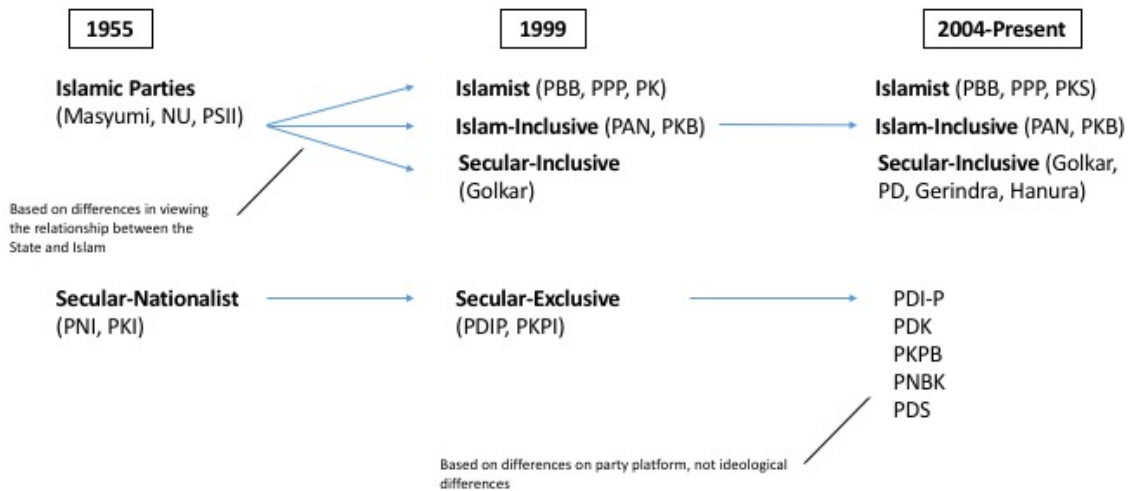 1955
1999
2004-Present
Islamic Parties
(Masyumi, NU, PSII)
Islamist (PBB, PPP, PK)
Islam-Inclusive (PAN, PKB)
Secular-Inclusive
(Golkar)
Islamist (PBB, PPP, PKS)
Islam-Inclusive (PAN, PKB)
Secular-Inclusive (Golkar,
PD, Gerindra, Hanura)
Based on differences in viewing
the relationship between the
State and Islam
Secular-Nationalist
(PNI, PKI)
Secular-Exclusive
(PDIP, PKPI)
PDI-P
PDK
PKPB
PNBK
PDS
Based on differences on party platform, not ideological
differences